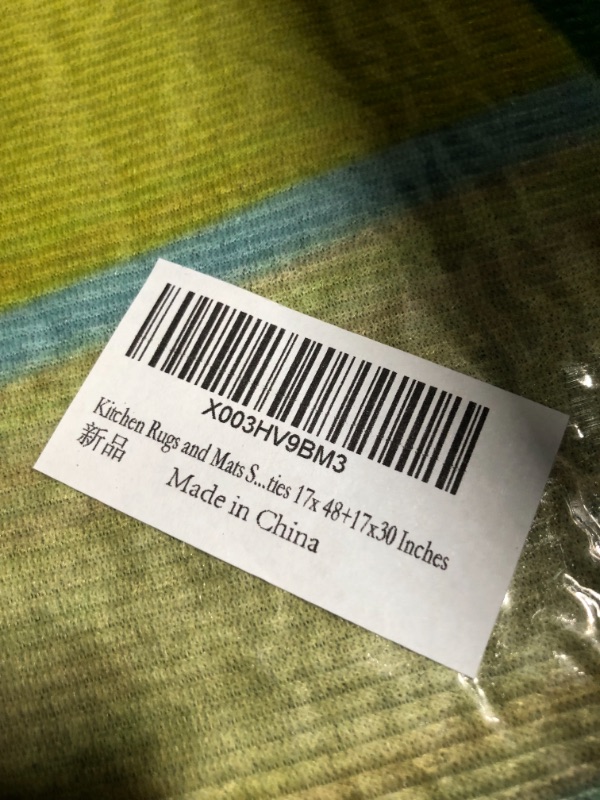 X003HV9BM3
Kitchen Rugs and Mats S...ties 17x 48+17x30 Inches
新品
Made in China